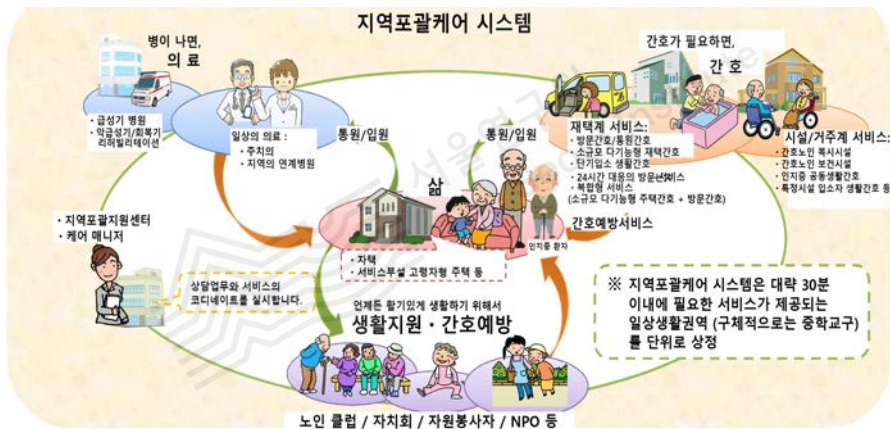 지역포괄케어 시스템
병이 나면,
의 료
· 급성기 병원
· 악급성기/회복기
리허빌리테이션
일상의 의료 :
· 주치의
· 지역의 연계병원
통원/입원
통원/입원
간호가 필요하면,
간 호
재택계 서비스:
· 방문간호/통원간호
· 소규모 다기능형 재택간호
· 단기입소 생활간호
· 24시간 대응의 방문
· 복합형 서비스
(소규모 다기능형 주택간호 + 방문간호)
시설/거주계 서비스:
· 간호노인 복지시설
· 간호노인 보건시설
· 인지증 공동생활간호
· 특정시설 입소자 생활간호 등
삶
인지증 환자
간호예방서비스
· 자택
· 서비스부설 고령자형 주택 등
· 지역포괄지원센터
· 케어 매니저
상담업무와 서비스의
코디네이트를 실시합니다.
언제든 활기있게 생활하기 위해서
생활지원 · 간호예방
노인 클럽 / 자치회 / 자원봉사자 / NPO 등
※ 지역포괄케어 시스템은 대략 30분
이내에 필요한 서비스가 제공되는
일상생활권역 (구체적으로는 중학교구)
를 단위로 상정